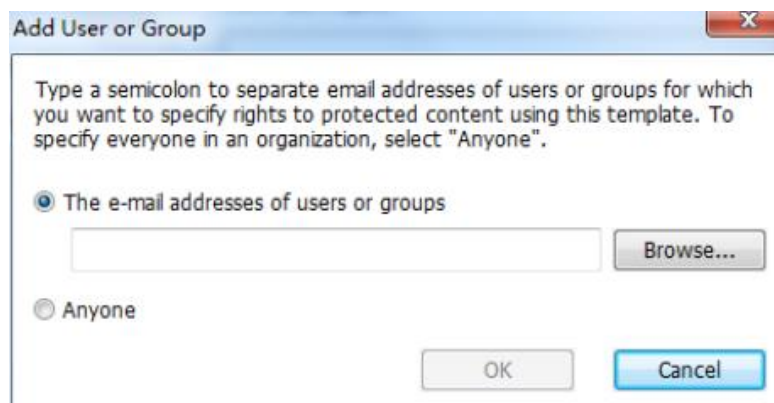 Add User or Group
Type a semicolon to separate email addresses of users or groups for which
you want to specify rights to protected content using this template. To
specify everyone in an organization, select "Anyone".
The e-mail addresses of users or groups
Browse...
Anyone
OK
Cancel